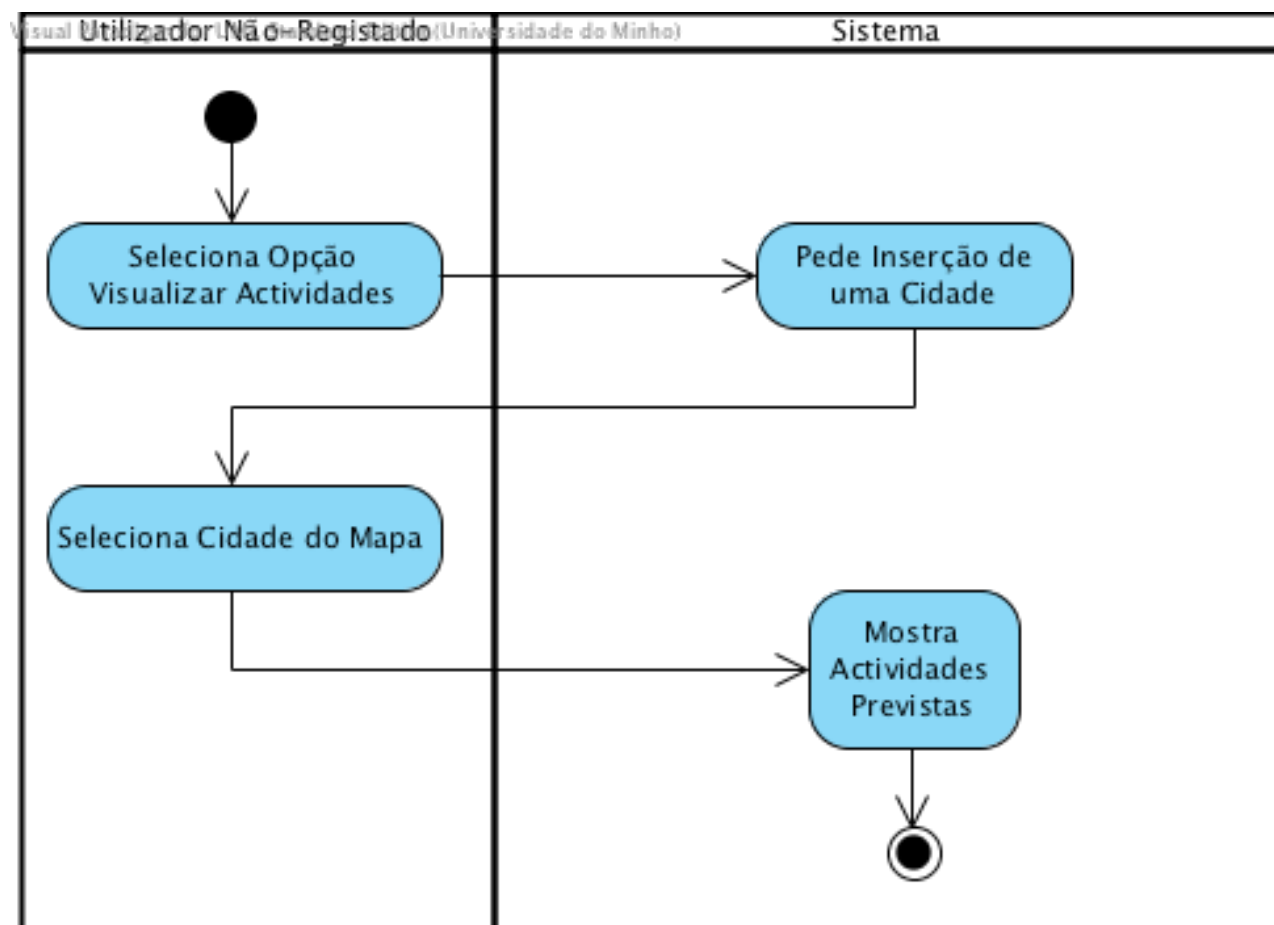 Utilizador Não-Registado
Sistema
Visual
(Universidade do Minho)
Seleciona Opção
Visualizar Actividades
Pede Inserção de
uma Cidade
Seleciona Cidade do Mapa
Mostra
Actividades
Previstas